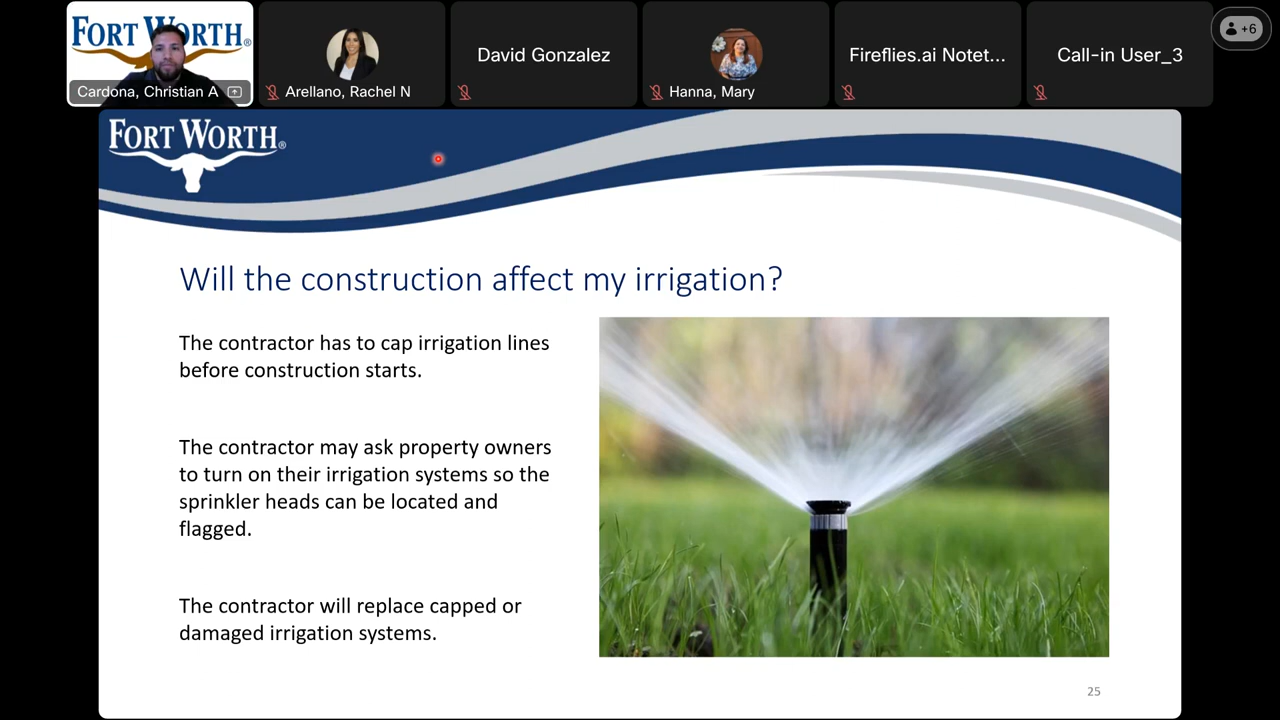 FORT WORTH®
Cardona, Christian A
Arellano, Rachel N
David Gonzalez
Hanna, Mary
Fireflies.ai Notet...
Call-in User_3
+6
FORT WORTH®
Will the construction affect my irrigation?
The contractor has to cap irrigation lines
before construction starts.
The contractor may ask property owners
to turn on their irrigation systems so the
sprinkler heads can be located and
flagged.
The contractor will replace capped or
damaged irrigation systems.
25